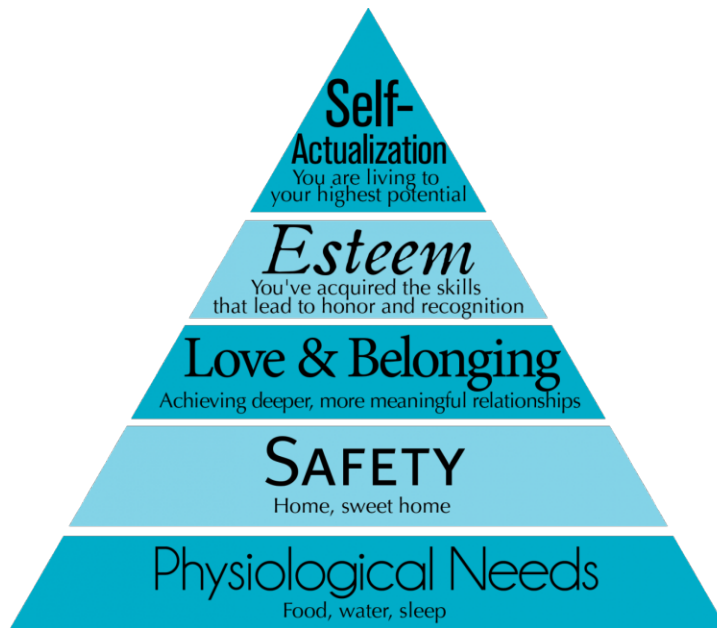 Self-
Actualization
You are living to
your highest potential
Esteem
You've acquired the skills
that lead to honor and recognition
Love & Belonging
Achieving deeper, more meaningful relationships
SAFETY
Home, sweet home
Physiological Needs
Food, water, sleep